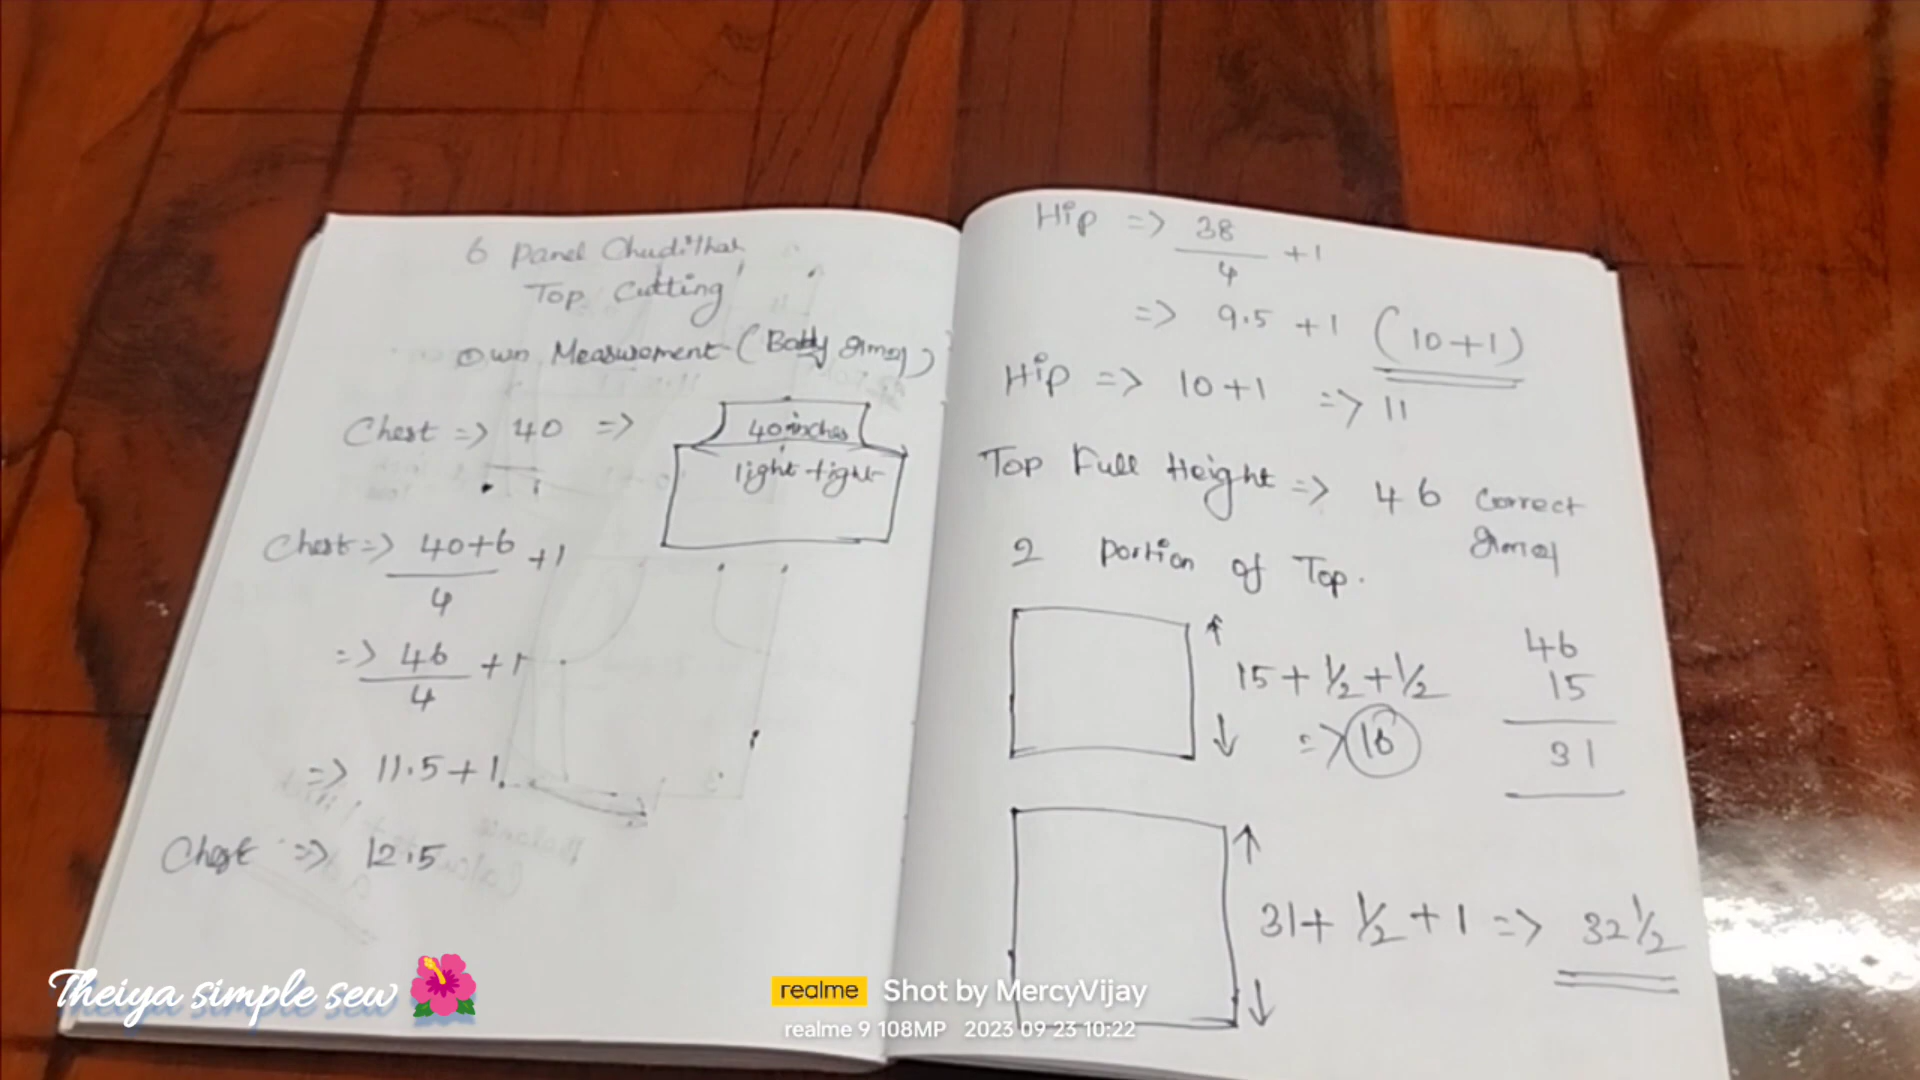 6 Panel Chudithar
Top Cutting
Own Measurement (Body அளவு)
Chest => 40 =>
40 inches
light tight
Chest => 40+6 +1
4
=> 46 +1
4
=> 11.5+1
Chest => 12.5
Hip => 38 +1
4
=> 9.5 +1 (10+1)
Hip => 10+1 => 11
Top Full Height => 46 Correct
அளவு
2 Portion of Top.
15+½+½
=> 16
46
15
31
31+ ½ +1 => 32 ½
Theiya simple sew
realme Shot by MercyVijay
realme 9 108MP 2023 09 23 10:22